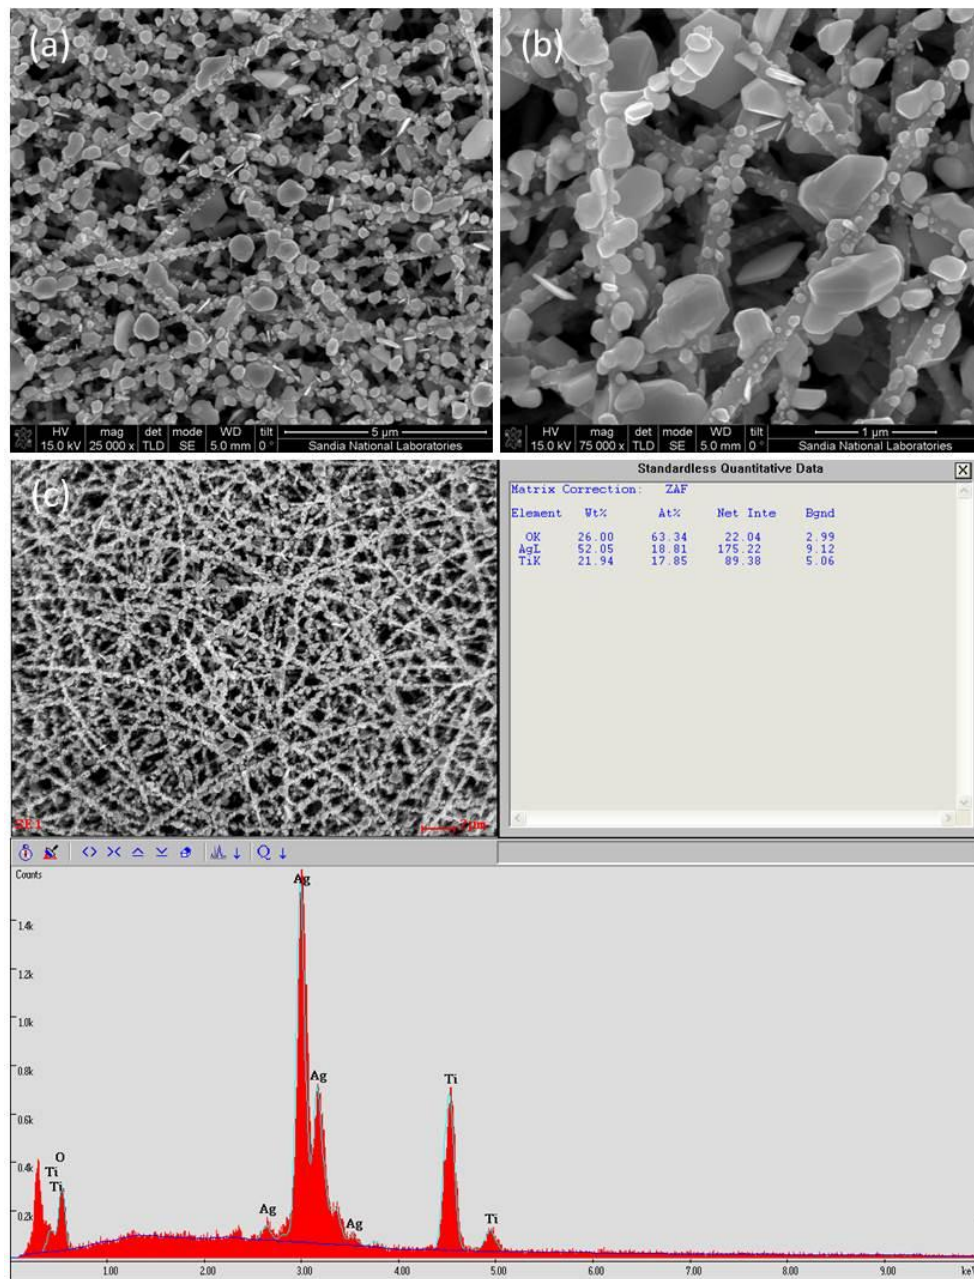 (a)
HV mag det mode WD tilt 5 µm
15.0 kV 25 000 x TLD SE 5.0 mm 0° Sandia National Laboratories
(b)
HV mag det mode WD tilt 1 µm
15.0 kV 75 000 x TLD SE 5.0 mm 0° Sandia National Laboratories
(c)
Standardless Quantitative Data
Matrix Correction: ZAF
Element Wt% At% Net Inte Bgnd
OK 26.00 63.34 22.04 2.99
AgL 52.05 18.81 175.22 9.12
TiK 21.94 17.85 89.38 5.06
Counts
Ag
1.4k
1.2k
1.0k
0.8k
Ag
Ti
0.6k
0.4k
O
Ti
Ti
0.2k
Ag
Ag
Ti
1.00 2.00 3.00 4.00 5.00 6.00 7.00 8.00 9.00